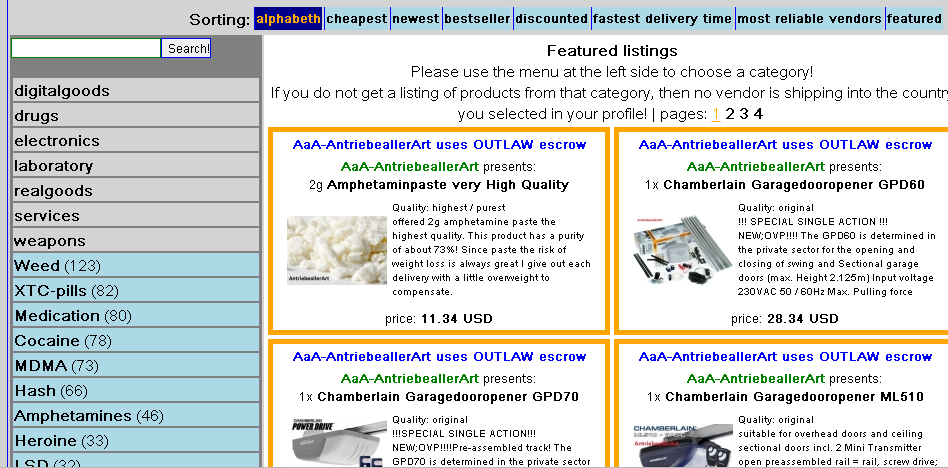 Sorting: alphabeth cheapest newest bestseller discounted fastest delivery time most reliable vendors featured
Search!
digitalgoods
drugs
electronics
laboratory
realgoods
services
weapons
Weed (123)
XTC-pills (82)
Medication (80)
Cocaine (78)
MDMA (73)
Hash (66)
Amphetamines (46)
Heroine (33)
LSD (32)
Featured listings
Please use the menu at the left side to choose a category!
If you do not get a listing of products from that category, then no vendor is shipping into the country
you selected in your profile! | pages: 1 2 3 4
AaA-AntriebeallerArt uses OUTLAW escrow
AaA-AntriebeallerArt presents:
2g Amphetaminpaste very High Quality
AntriebeallerArt
Quality: highest / purest
offered 2g amphetamine paste the
highest quality. This product has a purity
of about 73%! Since paste the risk of
weight loss is always great I give out each
delivery with a little overweight to
compensate.
price: 11.34 USD
AaA-AntriebeallerArt uses OUTLAW escrow
AaA-AntriebeallerArt presents:
1x Chamberlain Garagedooropener GPD60
AntriebeallerArt
Quality: original
!!! SPECIAL SINGLE ACTION !!!
NEW;OVP!!!! The GPD60 is determined in
the private sector for the opening and
closing of swing and Sectional garage
doors (max. Height 2.125m) Input voltage
230VAC 50 / 60Hz Max. Pulling force
price: 28.34 USD
AaA-AntriebeallerArt uses OUTLAW escrow
AaA-AntriebeallerArt presents:
1x Chamberlain Garagedooropener GPD70
CHAMBERLAIN
POWER DRIVE
Quality: original
!!!SPECIAL SINGLE ACTION!!!
NEW;OVP!!!!Pre-assembled track! The
GPD70 is determined in the private sector
AaA-AntriebeallerArt uses OUTLAW escrow
AaA-AntriebeallerArt presents:
1x Chamberlain Garagedooropener ML510
CHAMBERLAIN
AntriebeallerArt
Quality: original
suitable for overhead doors and ceiling
sectional doors incl. 2 Mini Transmitter
open preassembled rail = rail, screw drive;